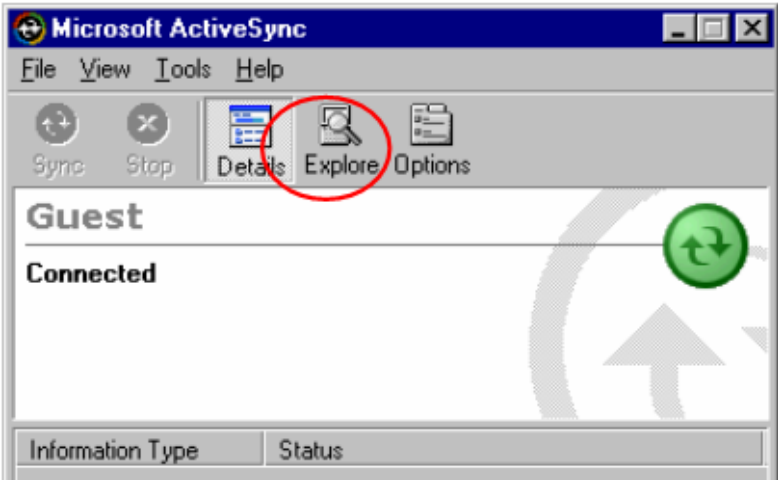 Microsoft ActiveSync
File View Tools Help
Sync Stop Details Explore Options
Guest
Connected
Information Type Status